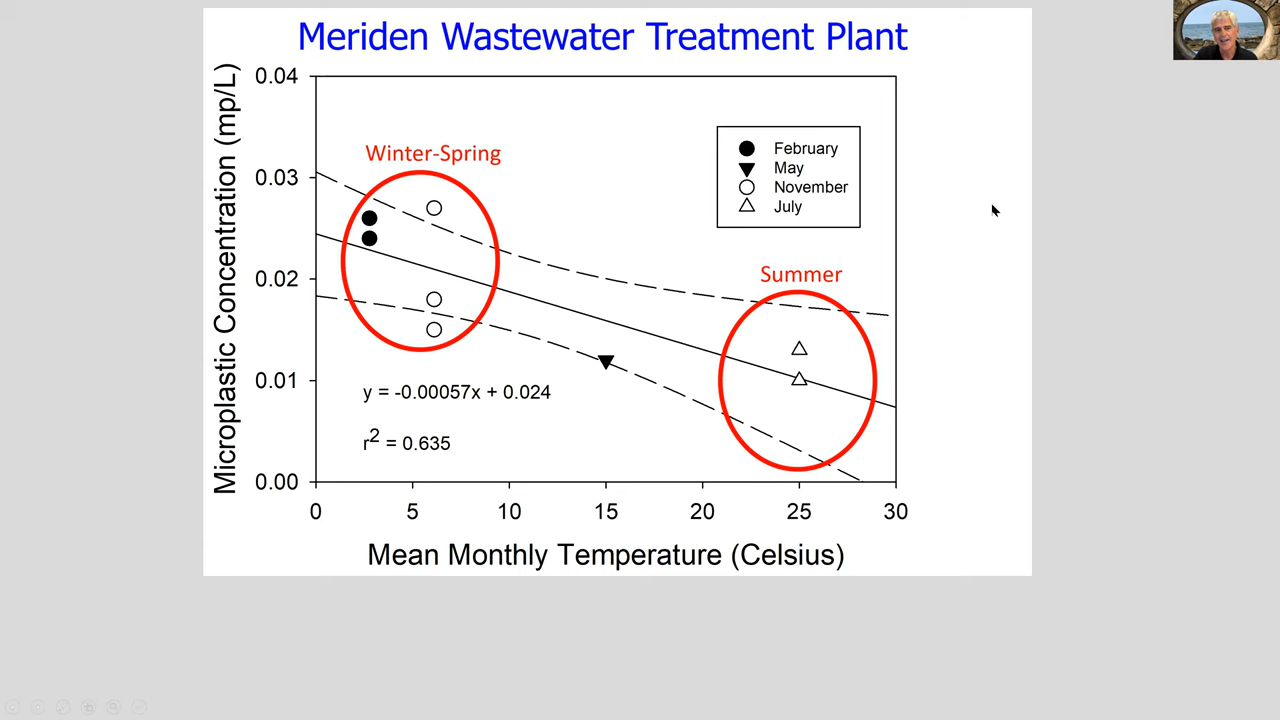 Meriden Wastewater Treatment Plant
Microplastic Concentration (mp/L)
0.04
0.03
0.02
0.01
0.00
Winter-Spring
February
May
November
July
Summer
y = -0.00057x + 0.024
r² = 0.635
0 5 10 15 20 25 30
Mean Monthly Temperature (Celsius)